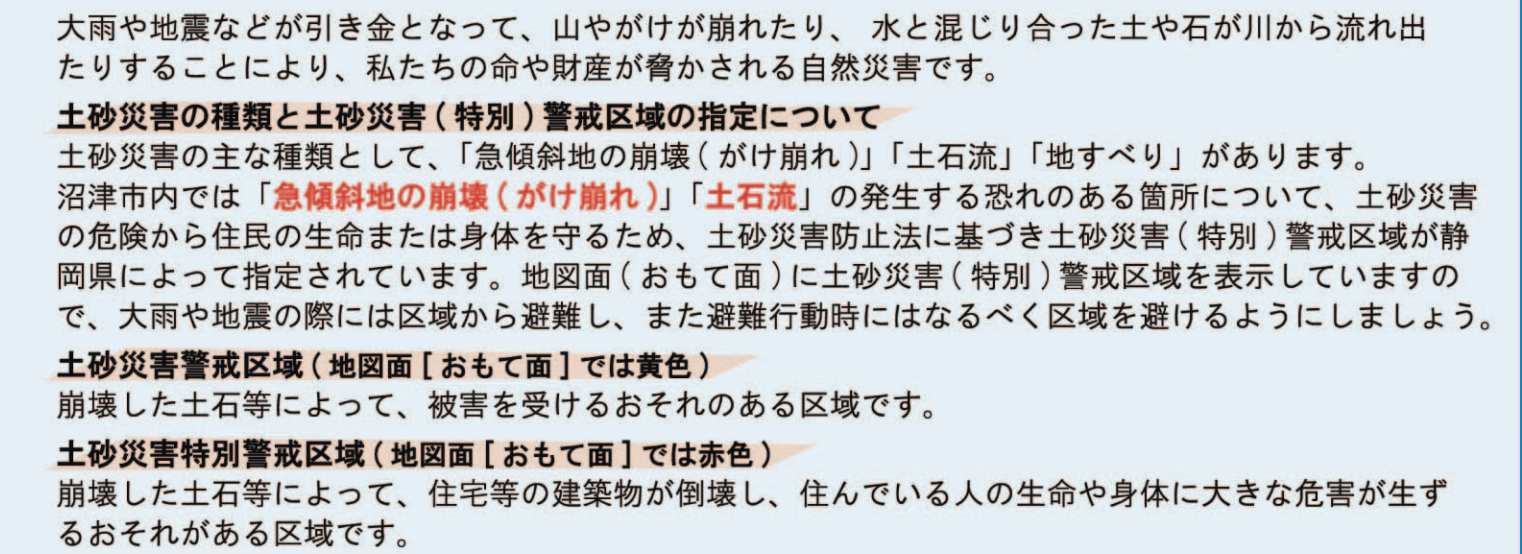 大雨や地震などが引き金となって、山やがけが崩れたり、 水と混じり合った土や石が川から流れ出
たりすることにより、私たちの命や財産が脅かされる自然災害です。
土砂災害の種類と土砂災害(特別)警戒区域の指定について
土砂災害の主な種類として、「急傾斜地の崩壊(がけ崩れ)」「土石流」「地すべり」があります。
沼津市内では「急傾斜地の崩壊(がけ崩れ)」「土石流」の発生する恐れのある箇所について、土砂災害
の危険から住民の生命または身体を守るため、土砂災害防止法に基づき土砂災害(特別)警戒区域が静
岡県によって指定されています。地図面(おもて面)に土砂災害(特別)警戒区域を表示していますの
で、大雨や地震の際には区域から避難し、また避難行動時にはなるべく区域を避けるようにしましょう。
土砂災害警戒区域(地図面[おもて面]では黄色)
崩壊した土石等によって、被害を受けるおそれのある区域です。
土砂災害特別警戒区域(地図面[おもて面]では赤色)
崩壊した土石等によって、住宅等の建築物が倒壊し、住んでいる人の生命や身体に大きな危害が生ず
るおそれがある区域です。